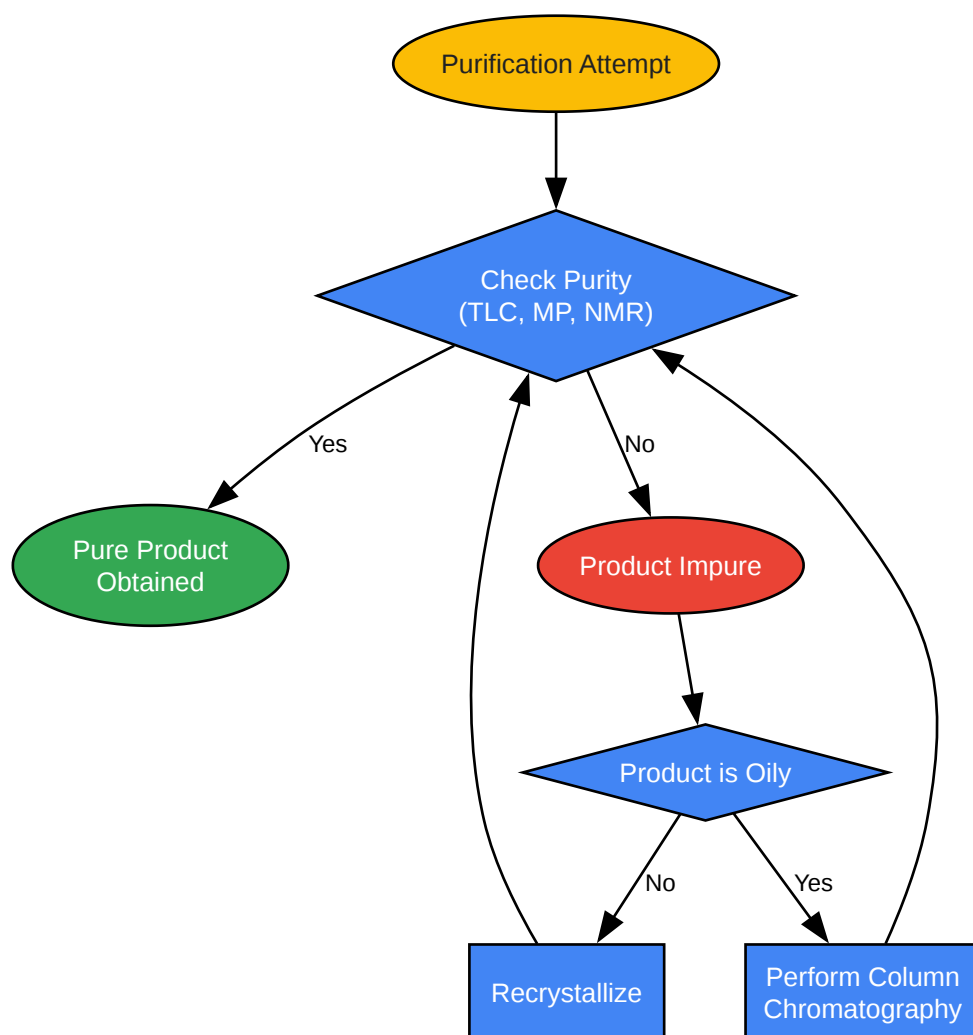 Purification Attempt
Check Purity
(TLC, MP, NMR)
Yes
No
Pure Product
Obtained
Product Impure
Product is Oily
No
Yes
Recrystallize
Perform Column
Chromatography